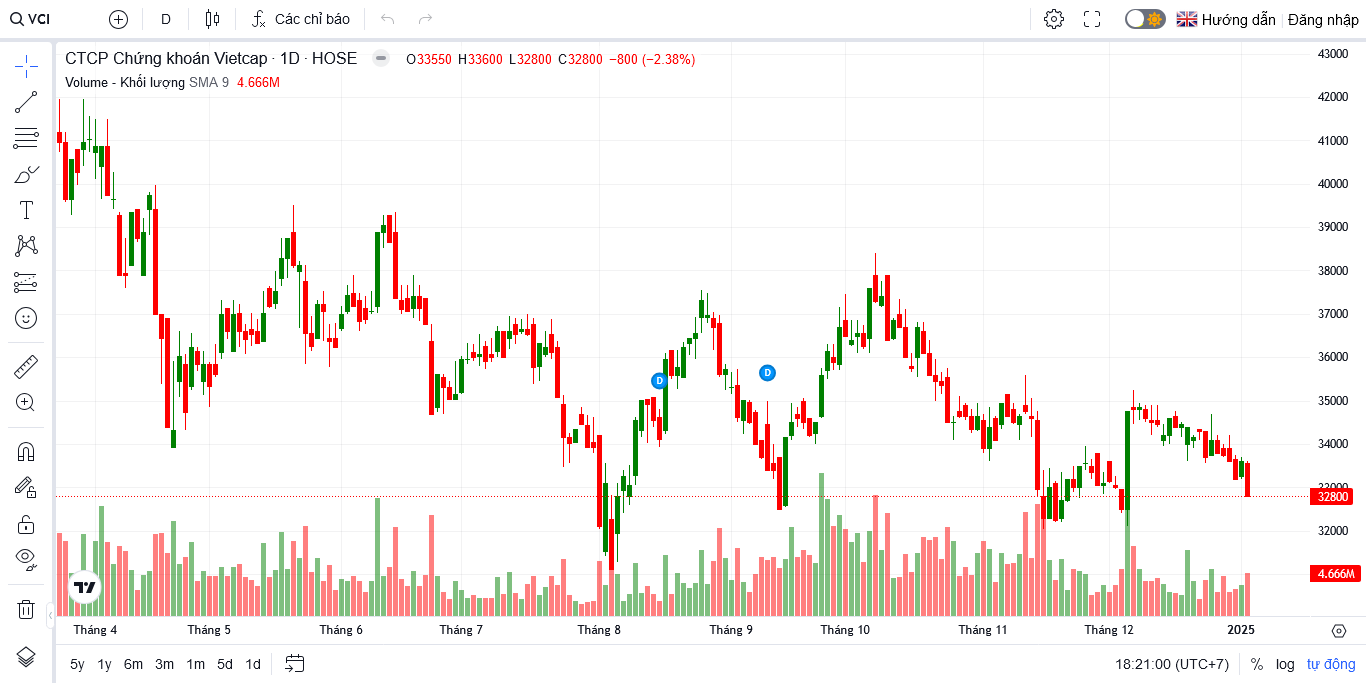 VCI D Các chỉ báo Hướng dẫn Đăng nhập
CTCP Chứng khoán Vietcap · 1D · HOSE O33550 H33600 L32800 C32800 −800 (−2.38%)
Volume - Khối lượng SMA 9 4.666M
43000
42000
41000
40000
39000
38000
37000
36000
35000
34000
33000
32800
32000
4.666M
D
D
Tháng 4 Tháng 5 Tháng 6 Tháng 7 Tháng 8 Tháng 9 Tháng 10 Tháng 11 Tháng 12 2025
5y 1y 6m 3m 1m 5d 1d 18:21:00 (UTC+7) % log tự động